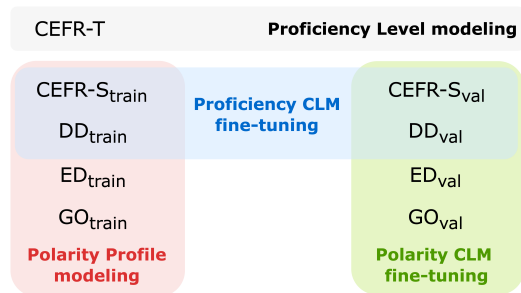 CEFR-T Proficiency Level modeling
CEFR-Strain
DDtrain
EDtrain
GOtrain
Polarity Profile
modeling
Proficiency CLM
fine-tuning
CEFR-Sval
DDval
EDval
GOval
Polarity CLM
fine-tuning